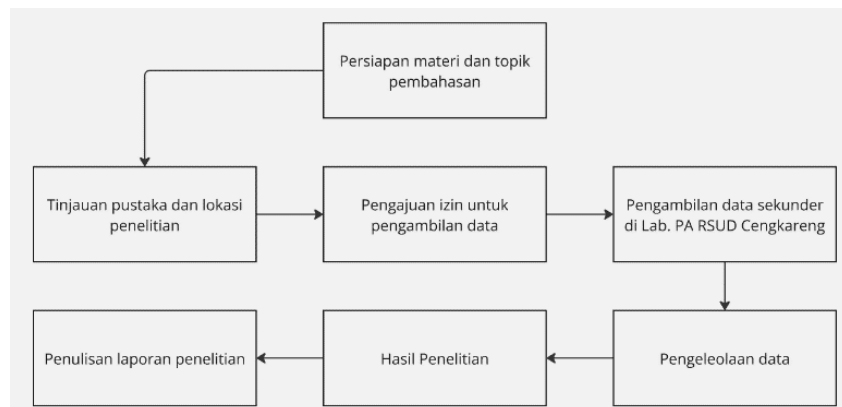 Persiapan materi dan topik
pembahasan
Tinjauan pustaka dan lokasi
penelitian
Pengajuan izin untuk
pengambilan data
Pengambilan data sekunder
di Lab. PA RSUD Cengkareng
Pengeleolaan data
Hasil Penelitian
Penulisan laporan penelitian